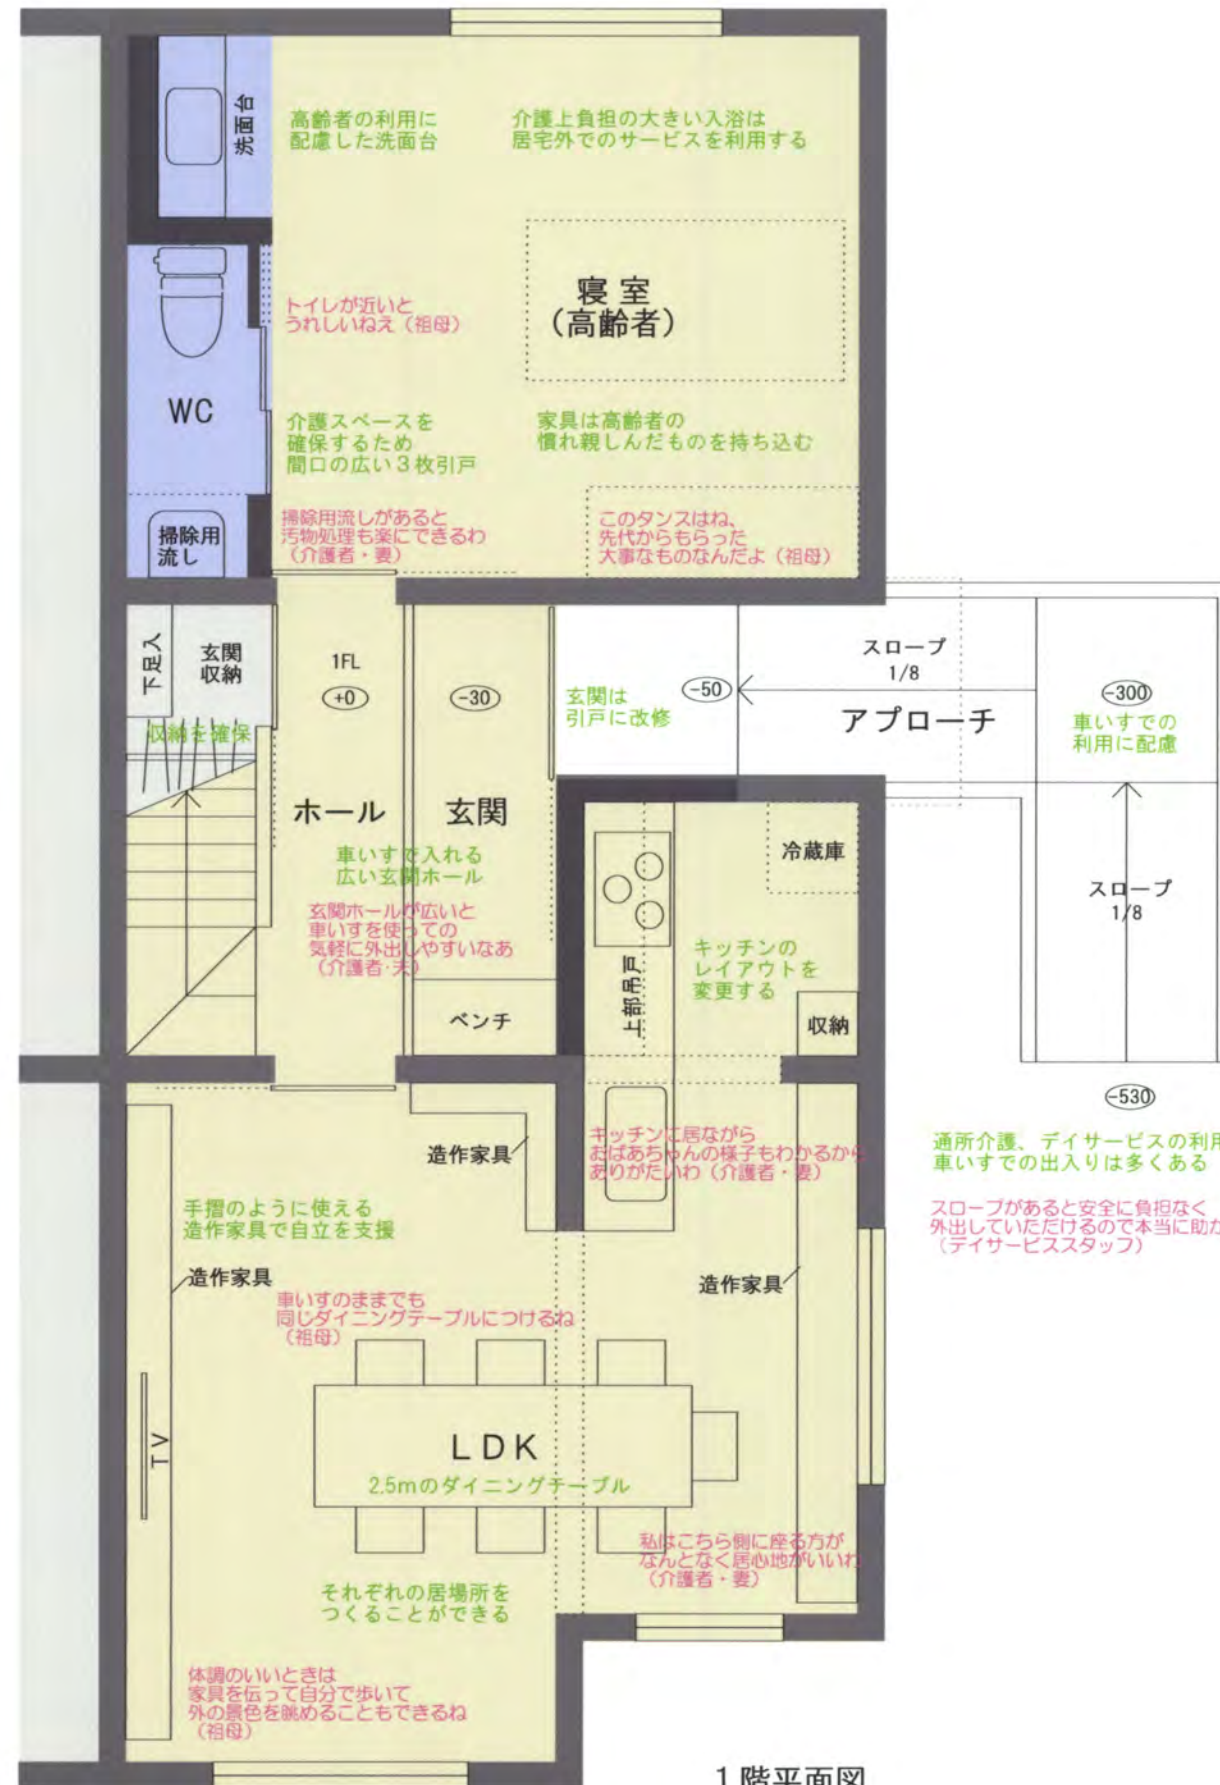 洗面台
高齢者の利用に
配慮した洗面台
介護上負担の大きい入浴は
居宅外でのサービスを利用する
寝室
(高齢者)
トイレが近いと
うれしいねえ（祖母）
WC
介護スペースを
確保するため
間口の広い３枚引戸
家具は高齢者の
慣れ親しんだものを持ち込む
掃除用
流し
掃除用流しがあると
汚物処理も楽にできるわ
（介護者・妻）
このタンスはね、
先代からもらった
大事なものなんだよ（祖母）
下足入
玄関
収納
収納を確保
1FL
+0
-30
玄関は
引戸に改修
-50
スロープ
1/8
アプローチ
-300
車いすでの
利用に配慮
ホール
玄関
車いすで入れる
広い玄関ホール
玄関ホールが広いと
車いすを使っての
気軽に外出しやすいなあ
（介護者・夫）
ベンチ
冷蔵庫
上部吊戸
キッチンの
レイアウトを
変更する
収納
スロープ
1/8
-530
通所介護、デイサービスの利用
車いすでの出入りは多くある
スロープがあると安全に負担なく
外出していただけるので本当に助か
（デイサービススタッフ）
造作家具
キッチンに居ながら
おばあちゃんの様子もわかるから
ありがたいわ（介護者・妻）
手摺のように使える
造作家具で自立を支援
造作家具
造作家具
車いすのままでも
同じダイニングテーブルにつけるね
（祖母）
TV
LDK
2.5mのダイニングテーブル
私はこちら側に座る方が
なんとなく居心地がいいわ
（介護者・妻）
それぞれの居場所を
つくることができる
体調のいいときは
家具を伝って自分で歩いて
外の景色を眺めることもできるね
（祖母）
１階平面図